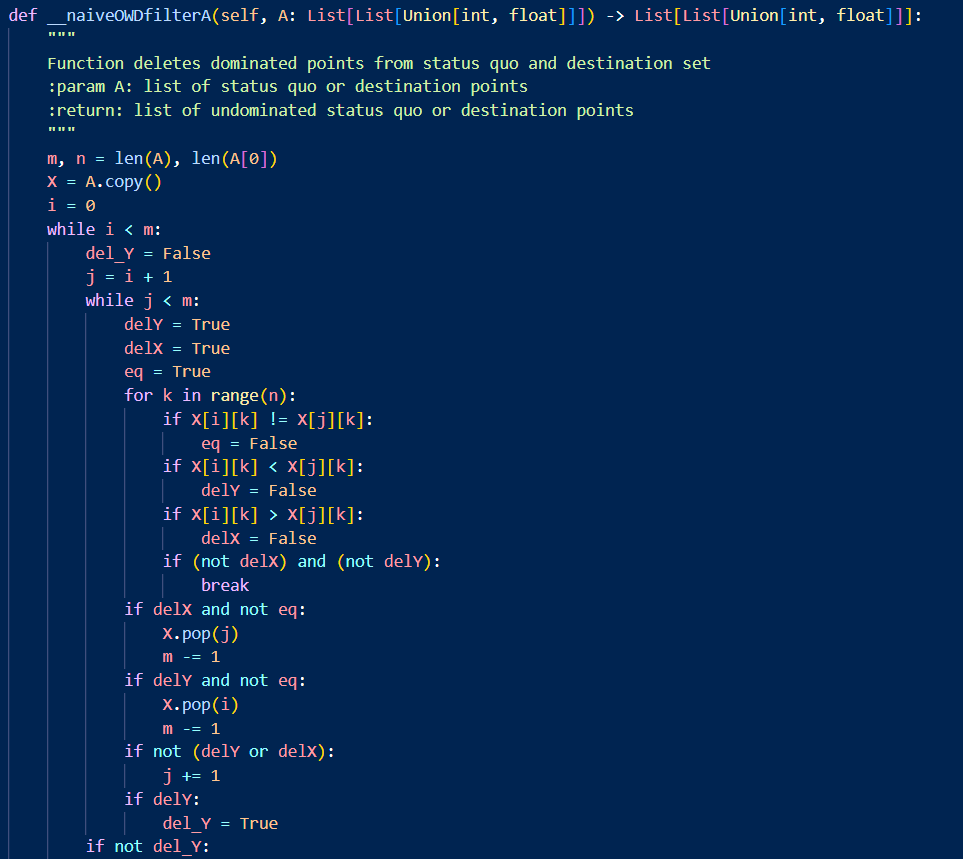 def __naiveOWDfilterA(self, A: List[List[Union[int, float]]]) -> List[List[Union[int, float]]]:
    """
    Function deletes dominated points from status quo and destination set
    :param A: list of status quo or destination points
    :return: list of undominated status quo or destination points
    """
    m, n = len(A), len(A[0])
    X = A.copy()
    i = 0
    while i < m:
        del_Y = False
        j = i + 1
        while j < m:
            delY = True
            delX = True
            eq = True
            for k in range(n):
                if X[i][k] != X[j][k]:
                    eq = False
                if X[i][k] < X[j][k]:
                    delY = False
                if X[i][k] > X[j][k]:
                    delX = False
                if (not delX) and (not delY):
                    break
            if delX and not eq:
                X.pop(j)
                m -= 1
            if delY and not eq:
                X.pop(i)
                m -= 1
            if not (delY or delX):
                j += 1
            if delY:
                del_Y = True
        if not del_Y: